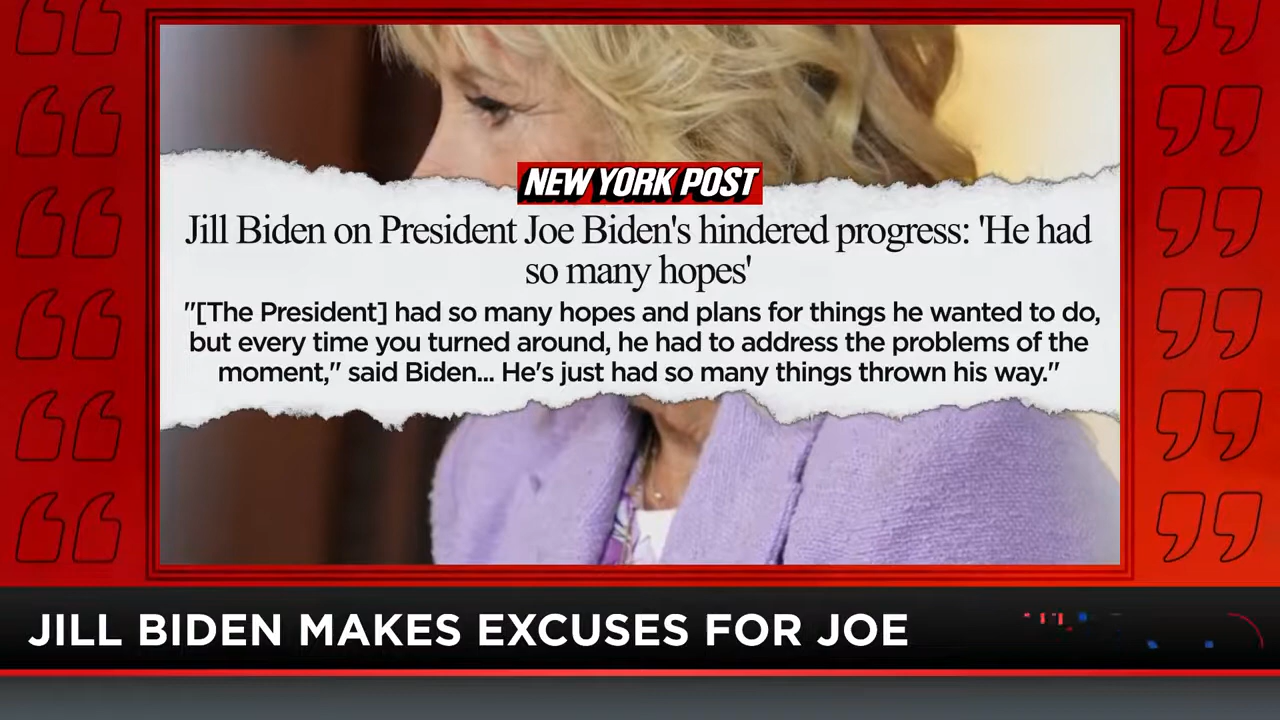 NEW YORK POST
Jill Biden on President Joe Biden's hindered progress: 'He had
so many hopes'
"[The President] had so many hopes and plans for things he wanted to do,
but every time you turned around, he had to address the problems of the
moment," said Biden... He's just had so many things thrown his way."
JILL BIDEN MAKES EXCUSES FOR JOE